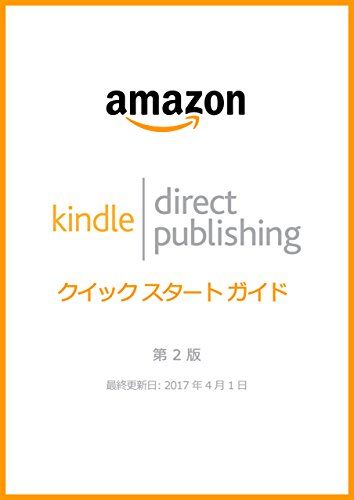 amazon
kindle
direct
publishing
クイック スタート ガイド
第 2 版
最終更新日: 2017 年 4 月 1 日